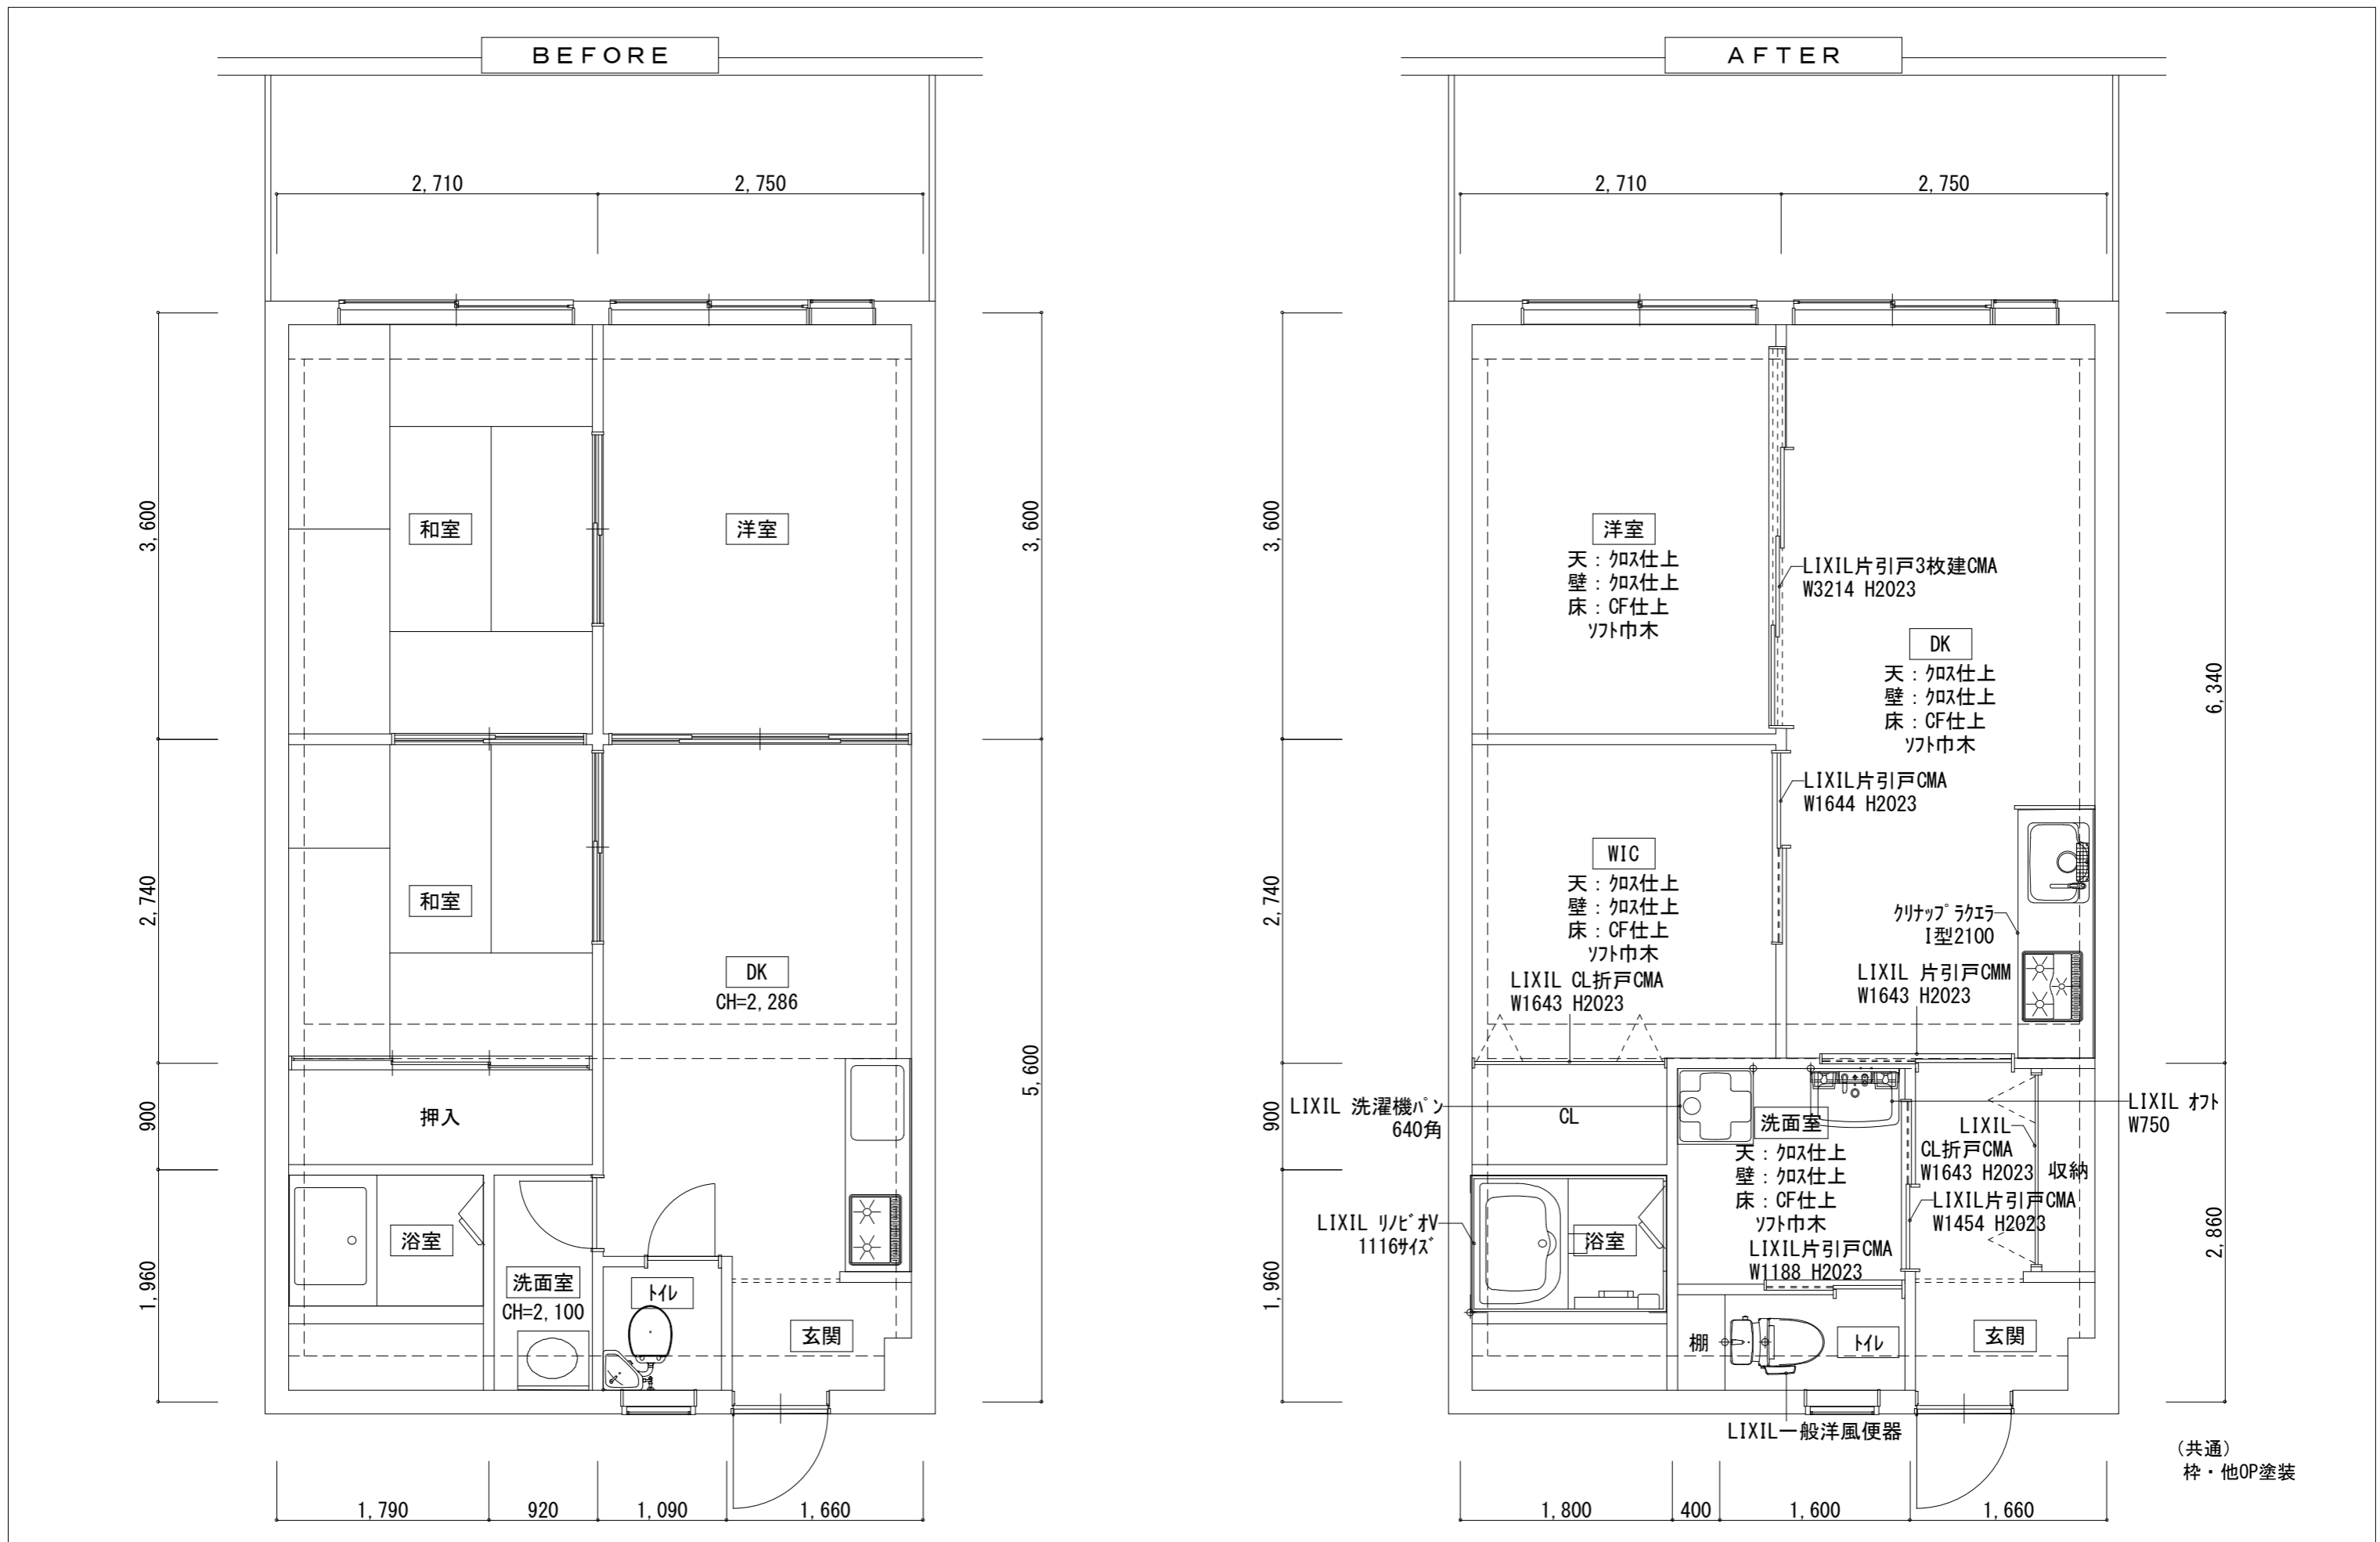 BEFORE
2,710
2,750
3,600
3,600
和室
洋室
2,740
和室
DK
CH=2,286
5,600
900
押入
1,960
浴室
洗面室
CH=2,100
ﾄｲﾚ
玄関
1,790
920
1,090
1,660
AFTER
2,710
2,750
3,600
洋室
天：ｸﾛｽ仕上
壁：ｸﾛｽ仕上
床：CF仕上
ｿﾌﾄ巾木
LIXIL片引戸3枚建CMA
W3214 H2023
DK
天：ｸﾛｽ仕上
壁：ｸﾛｽ仕上
床：CF仕上
ｿﾌﾄ巾木
6,340
LIXIL片引戸CMA
W1644 H2023
2,740
WIC
天：ｸﾛｽ仕上
壁：ｸﾛｽ仕上
床：CF仕上
ｿﾌﾄ巾木
ｸﾘﾅｯﾌﾟ ﾗｸｴﾗ
I型2100
LIXIL CL折戸CMA
W1643 H2023
LIXIL 片引戸CMM
W1643 H2023
900
LIXIL 洗濯機ﾊﾟﾝ
640角
CL
洗面室
天：ｸﾛｽ仕上
壁：ｸﾛｽ仕上
床：CF仕上
ｿﾌﾄ巾木
LIXIL ｵﾌﾄ
W750
LIXIL
CL折戸CMA
W1643 H2023
収納
LIXIL片引戸CMA
W1454 H2023
LIXIL ﾘﾉﾋﾞｵV
1116ｻｲｽﾞ
浴室
LIXIL片引戸CMA
W1188 H2023
2,860
1,960
棚
ﾄｲﾚ
玄関
LIXIL一般洋風便器
(共通)
枠・他OP塗装
1,800
400
1,600
1,660